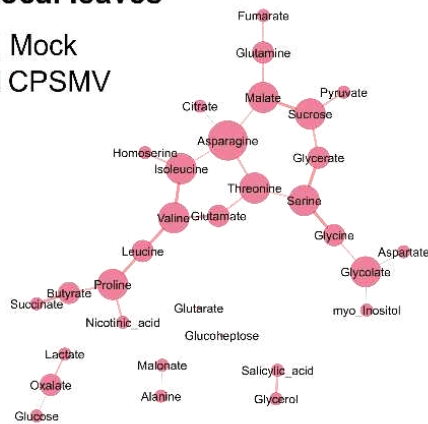 Mock
CPSMV
Fumarate
Glutamine
Malate
Pyruvate
Citrate
Sucrose
Asparagine
Homoserine
Glycerate
Isoleucine
Threonine
Serine
Valine
Glutamate
Glycine
Leucine
Aspartate
Glycolate
Proline
Butyrate
Succinate
Glutarate
myo_Inositol
Nicotinic_acid
Glucoheptose
Lactate
Malonate
Salicylic_acid
Oxalate
Alanine
Glycerol
Glucose